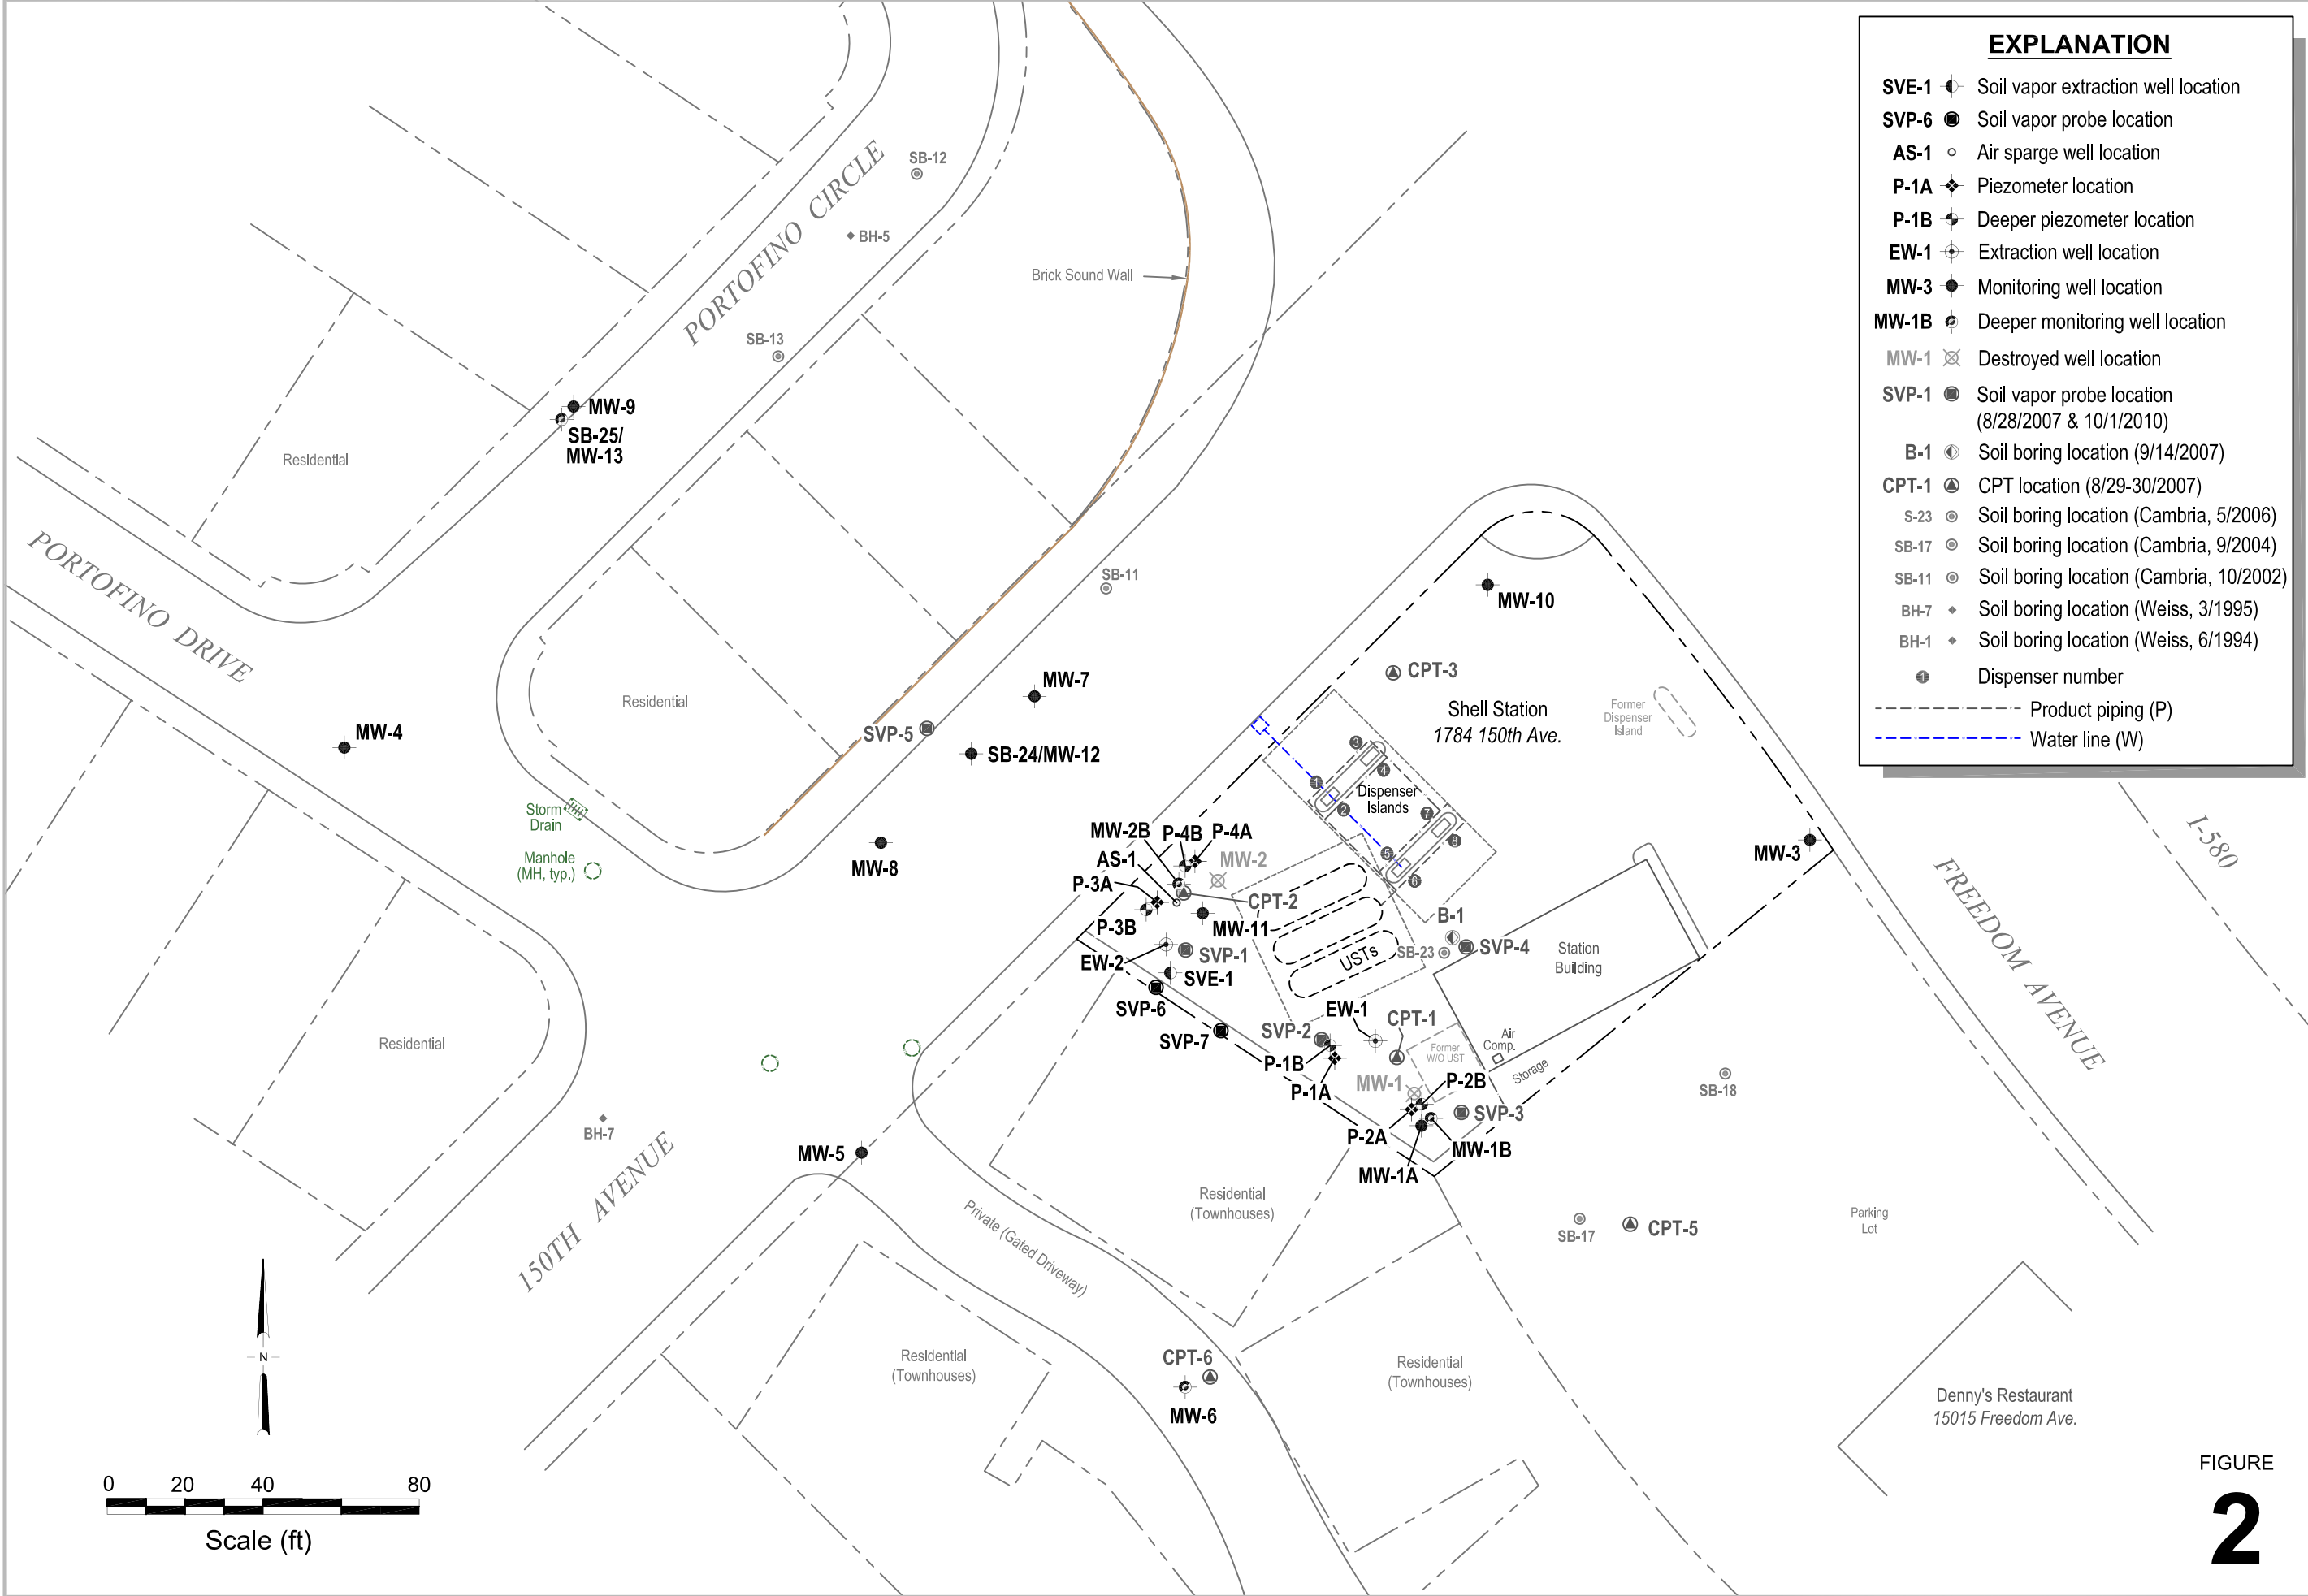 EXPLANATION
SVE-1 Soil vapor extraction well location
SVP-6 Soil vapor probe location
AS-1 Air sparge well location
P-1A Piezometer location
P-1B Deeper piezometer location
EW-1 Extraction well location
MW-3 Monitoring well location
MW-1B Deeper monitoring well location
MW-1 Destroyed well location
SVP-1 Soil vapor probe location
(8/28/2007 & 10/1/2010)
B-1 Soil boring location (9/14/2007)
CPT-1 CPT location (8/29-30/2007)
S-23 Soil boring location (Cambria, 5/2006)
SB-17 Soil boring location (Cambria, 9/2004)
SB-11 Soil boring location (Cambria, 10/2002)
BH-7 Soil boring location (Weiss, 3/1995)
BH-1 Soil boring location (Weiss, 6/1994)
1 Dispenser number
Product piping (P)
Water line (W)
SB-12
PORTOFINO CIRCLE
BH-5
Brick Sound Wall
SB-13
MW-9
SB-25/
MW-13
Residential
PORTOFINO DRIVE
SB-11
MW-10
MW-7
CPT-3
Residential
SVP-5
MW-4
SB-24/MW-12
Shell Station
1784 150th Ave.
Former
Dispenser
Island
3
4
1
2
Dispenser
Islands
7
8
5
6
Storm
Drain
Manhole
(MH, typ.)
MW-8
MW-2B
P-4B
P-4A
AS-1
MW-2
P-3A
CPT-2
P-3B
MW-11
EW-2
SVP-1
SVE-1
SVP-6
SVP-7
USTs
B-1
SB-23
SVP-4
Station
Building
MW-3
I-580
FREEDOM AVENUE
EW-1
CPT-1
SVP-2
P-1B
P-1A
Former
W/O UST
Air
Comp.
Storage
MW-1
P-2B
SVP-3
P-2A
MW-1B
MW-1A
SB-18
Residential
BH-7
MW-5
150TH AVENUE
Residential
(Townhouses)
Private (Gated Driveway)
SB-17
CPT-5
Parking
Lot
N
Residential
(Townhouses)
CPT-6
MW-6
Residential
(Townhouses)
Denny's Restaurant
15015 Freedom Ave.
0 20 40 80
Scale (ft)
FIGURE
2